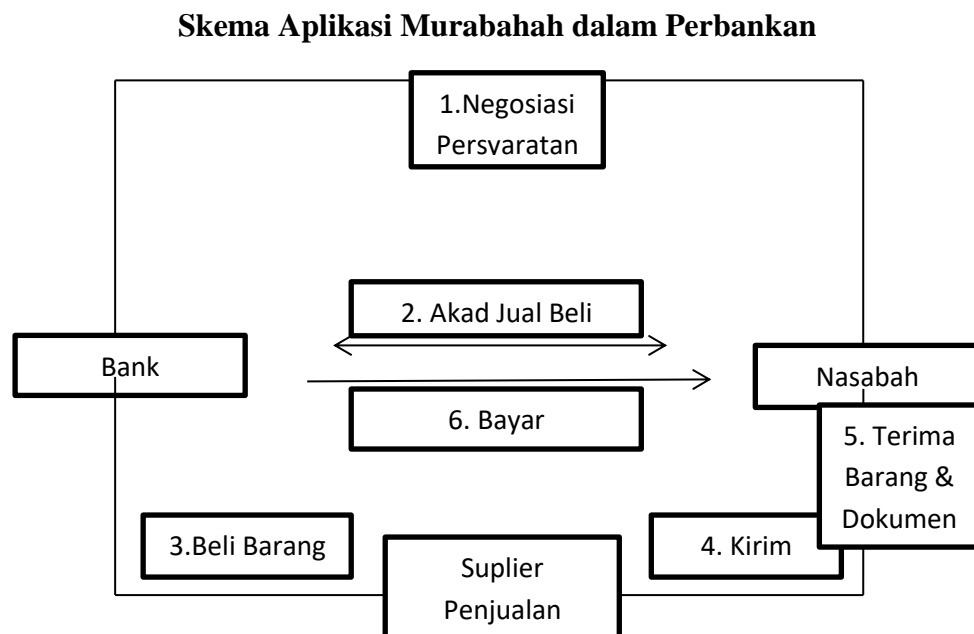 Skema Aplikasi Murabahah dalam Perbankan
1.Negosiasi
Persvaratan
2. Akad Jual Beli
Bank
Nasabah
6. Bayar
5. Terima
Barang &
Dokumen
3.Beli Barang
4. Kirim
Suplier
Penjualan